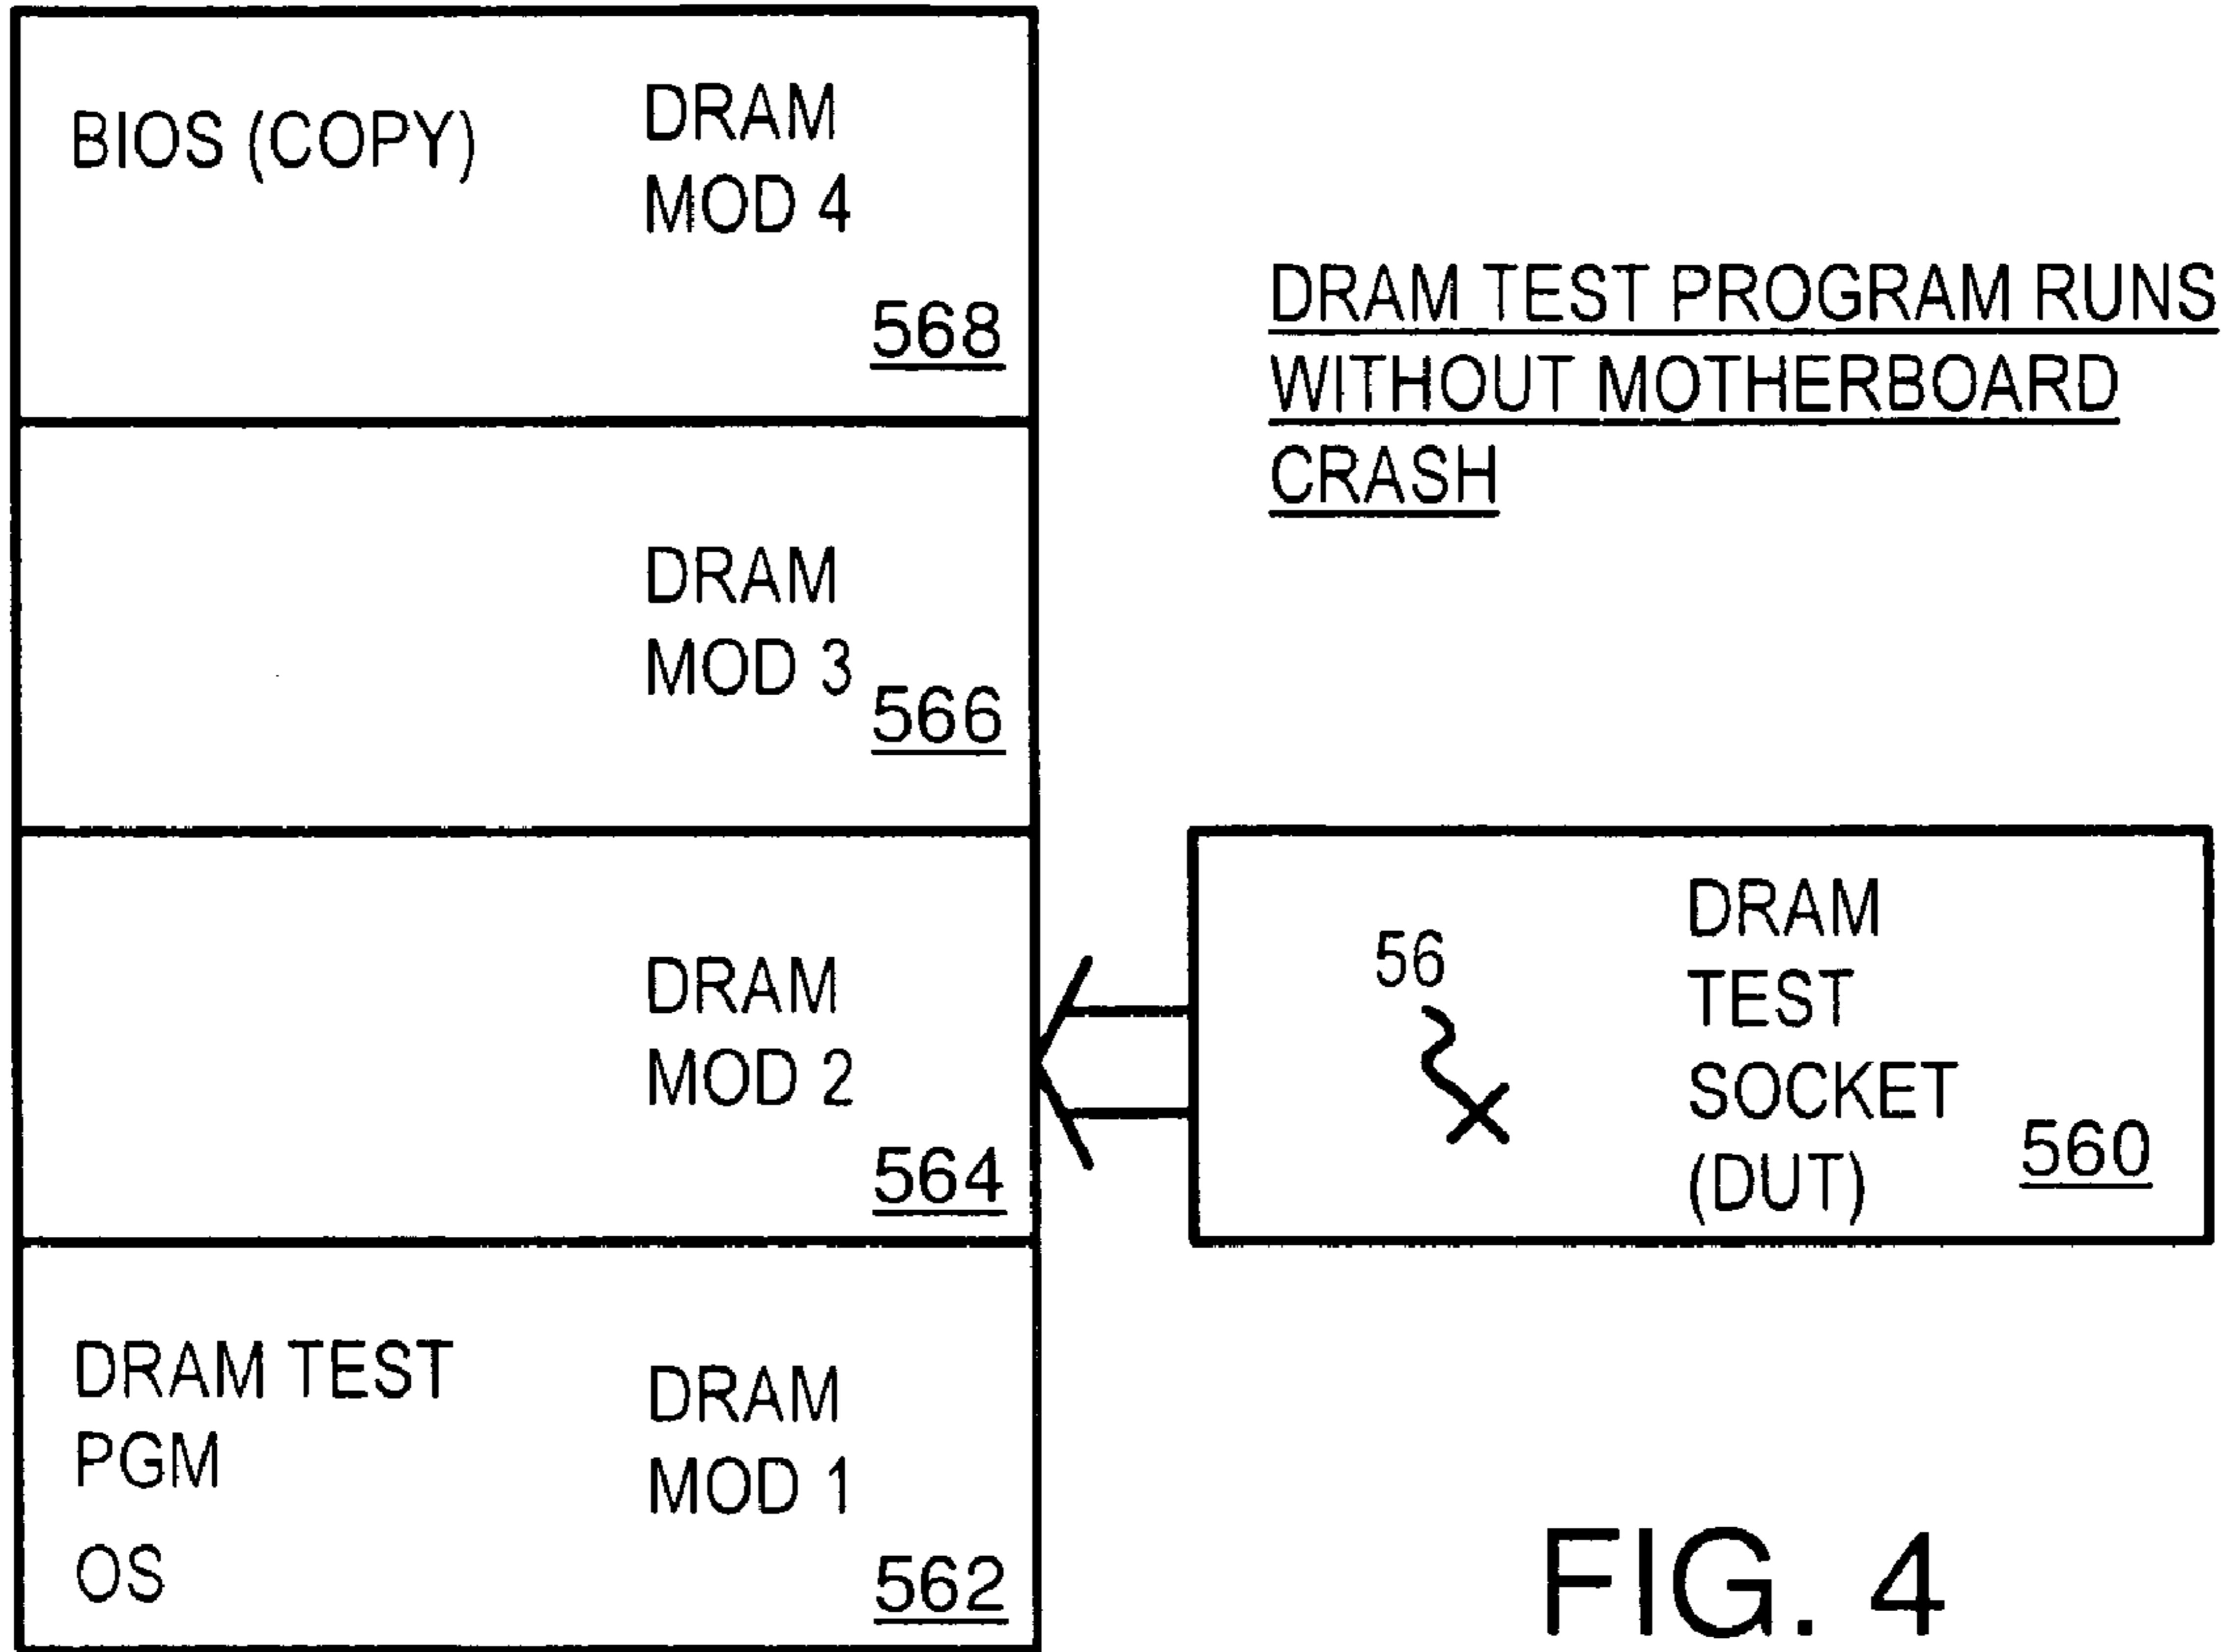 BIOS (COPY)
DRAM
MOD 4
568
DRAM TEST PROGRAM RUNS
WITHOUT MOTHERBOARD
CRASH
DRAM
MOD 3
566
DRAM
MOD 2
564
56
DRAM
TEST
SOCKET
(DUT)
560
DRAM TEST
PGM
OS
DRAM
MOD 1
562
FIG. 4